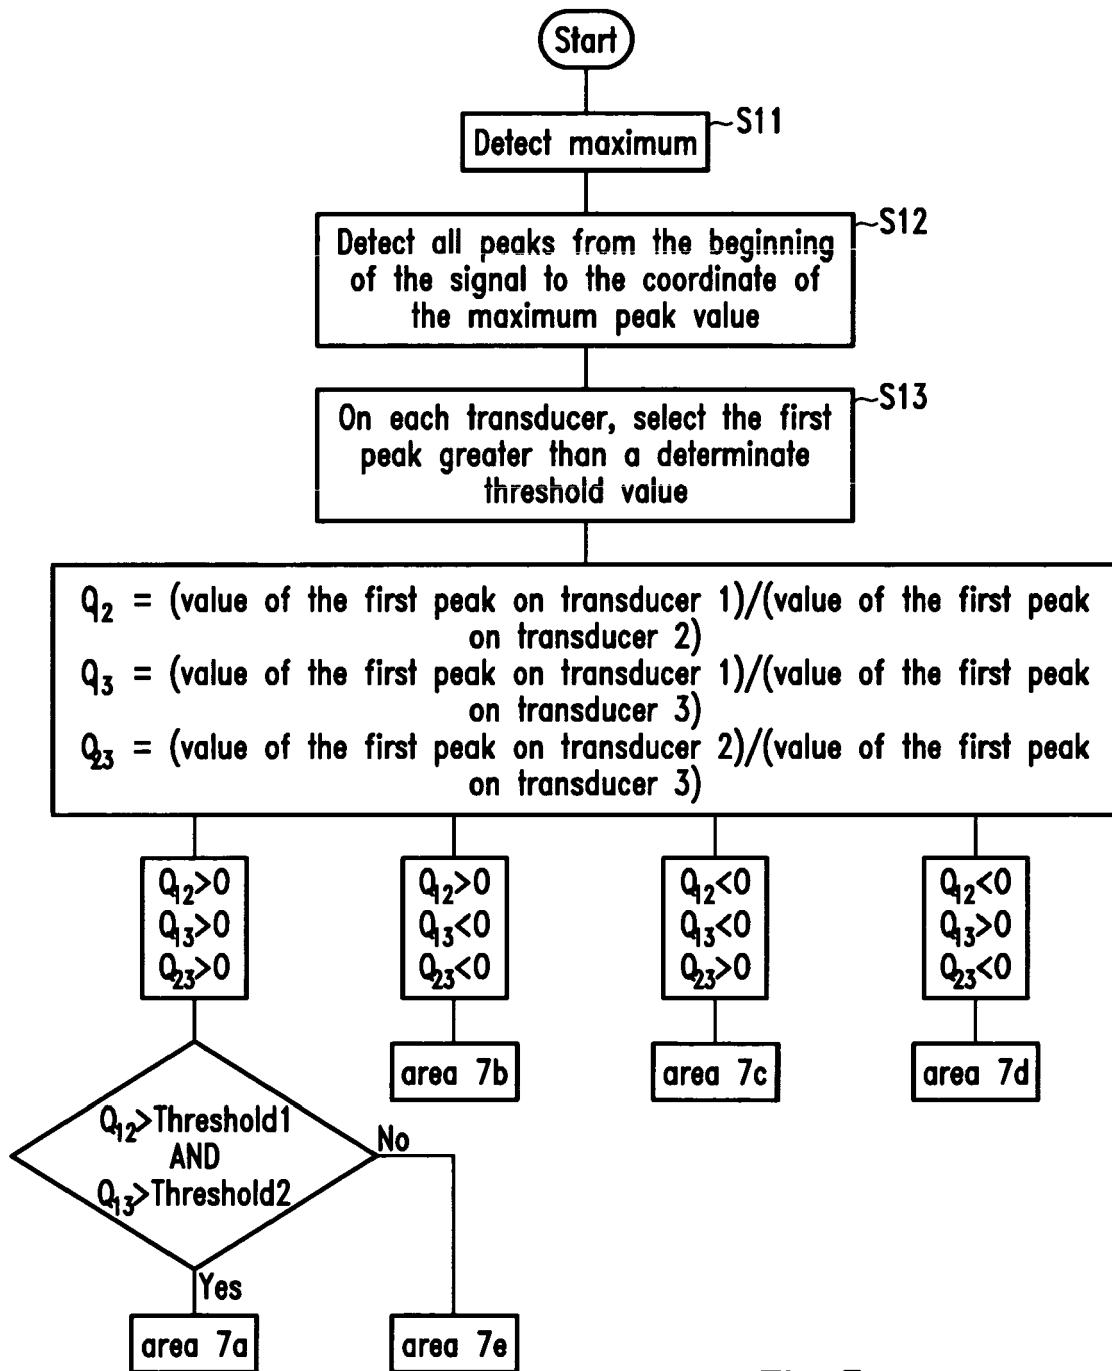 Start
Detect maximum
~S11
Detect all peaks from the beginning
of the signal to the coordinate of
the maximum peak value
~S12
On each transducer, select the first
peak greater than a determinate
threshold value
~S13
Q2 = (value of the first peak on transducer 1)/(value of the first peak
on transducer 2)
Q13 = (value of the first peak on transducer 1)/(value of the first peak
on transducer 3)
Q23 = (value of the first peak on transducer 2)/(value of the first peak
on transducer 3)
Q12>0
Q13>0
Q23>0
Q12>0
Q13<0
Q23<0
Q12<0
Q13<0
Q23>0
Q12<0
Q13>0
Q23<0
area 7b
area 7c
area 7d
Q12>Threshold1
AND
Q13>Threshold2
No
Yes
area 7a
area 7e